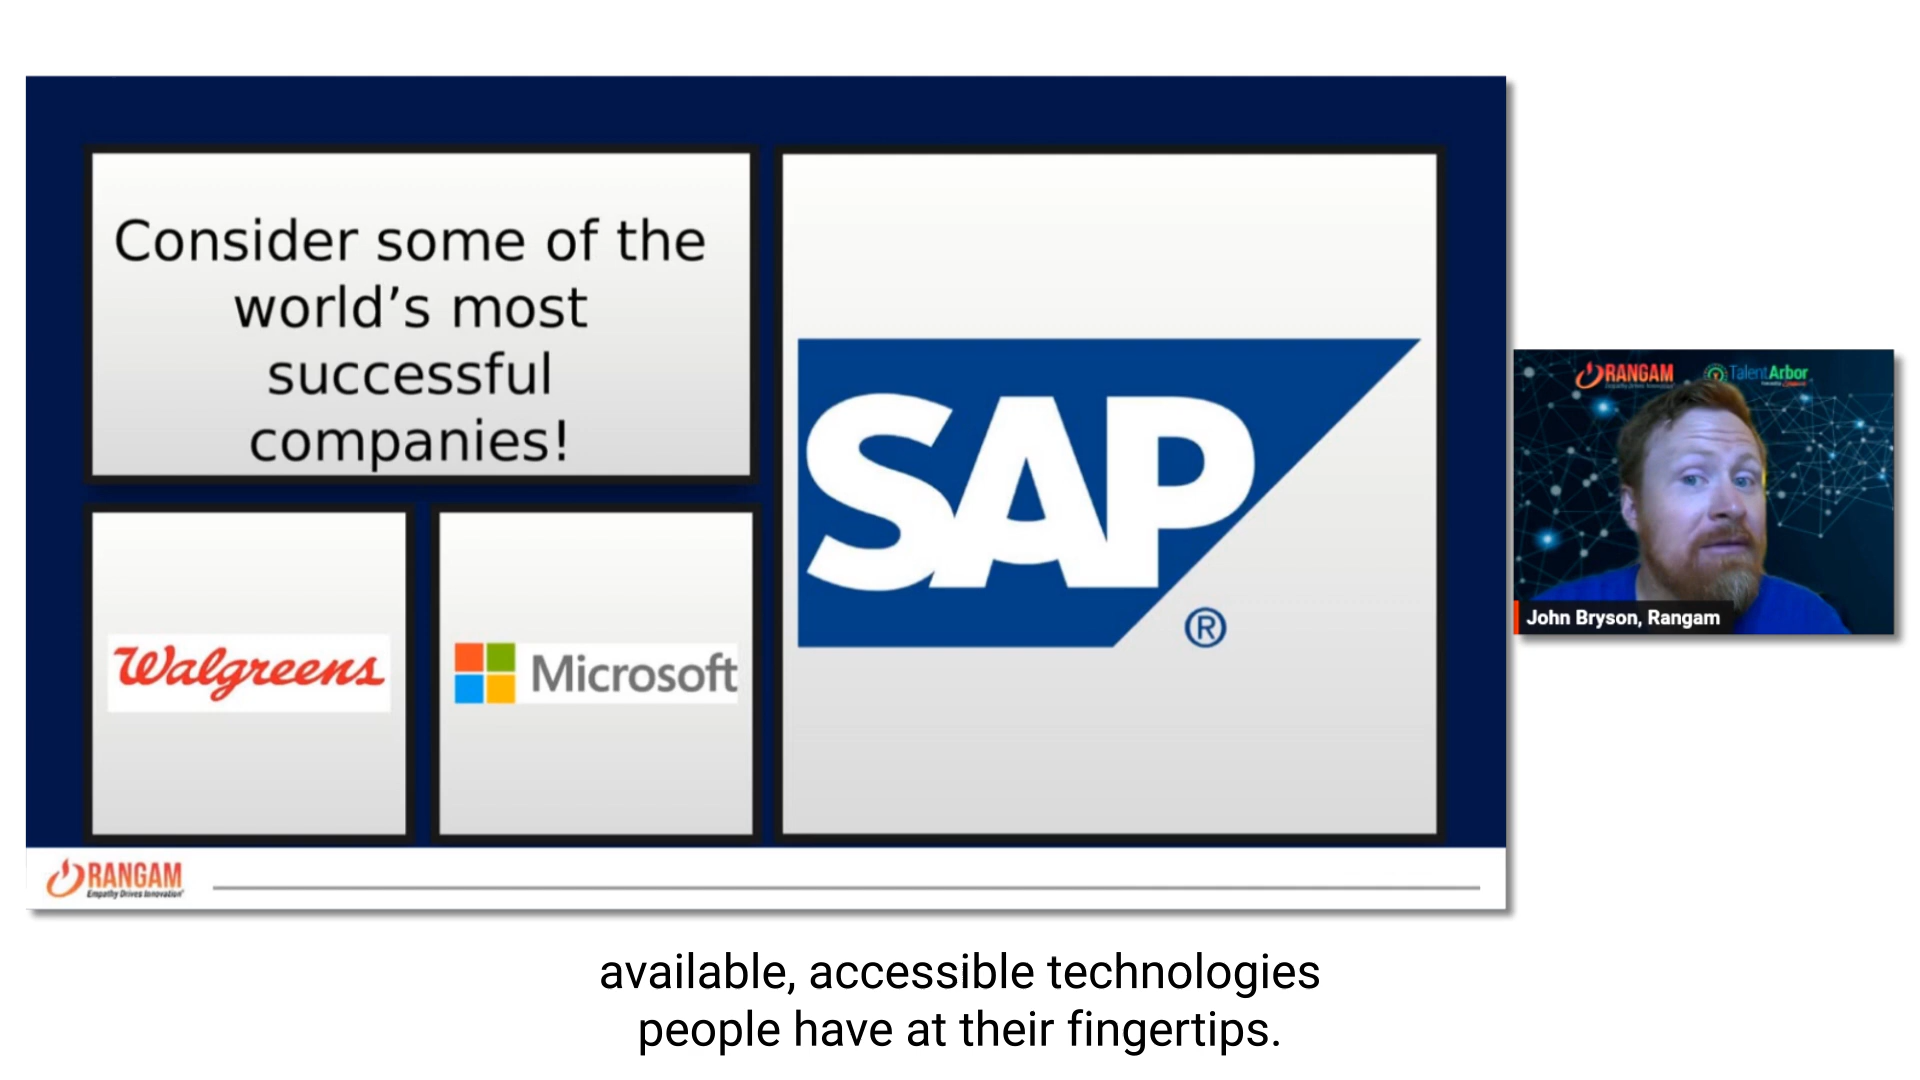 Consider some of the
world’s most
successful
companies!
SAP
®
Walgreens
Microsoft
RANGAM
Empathy Drives Innovation
RANGAM
TalentArbor
John Bryson, Rangam
available, accessible technologies
people have at their fingertips.